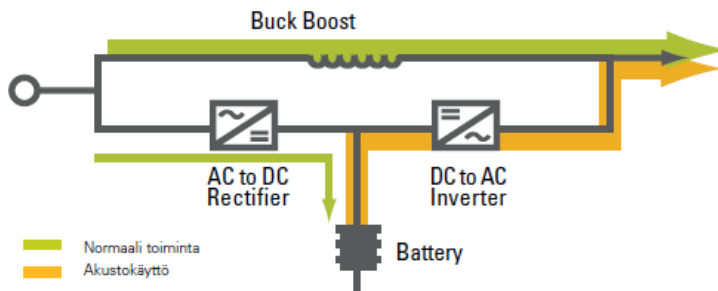 Buck Boost
AC to DC
Rectifier
DC to AC
Inverter
Battery
Normaali toiminta
Akustokäyttö